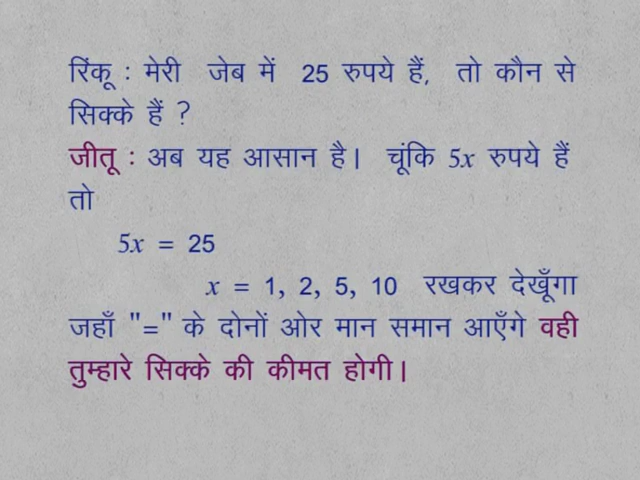 रिंकू : मेरी जेब में 25 रुपये हैं, तो कौन से
सिक्के हैं ?
जीतू : अब यह आसान है। चूंकि 5x रुपये हैं
तो
5x = 25
x = 1, 2, 5, 10 रखकर देखूँगा
जहाँ "=" के दोनों ओर मान समान आएँगे वही
तुम्हारे सिक्के की कीमत होगी।